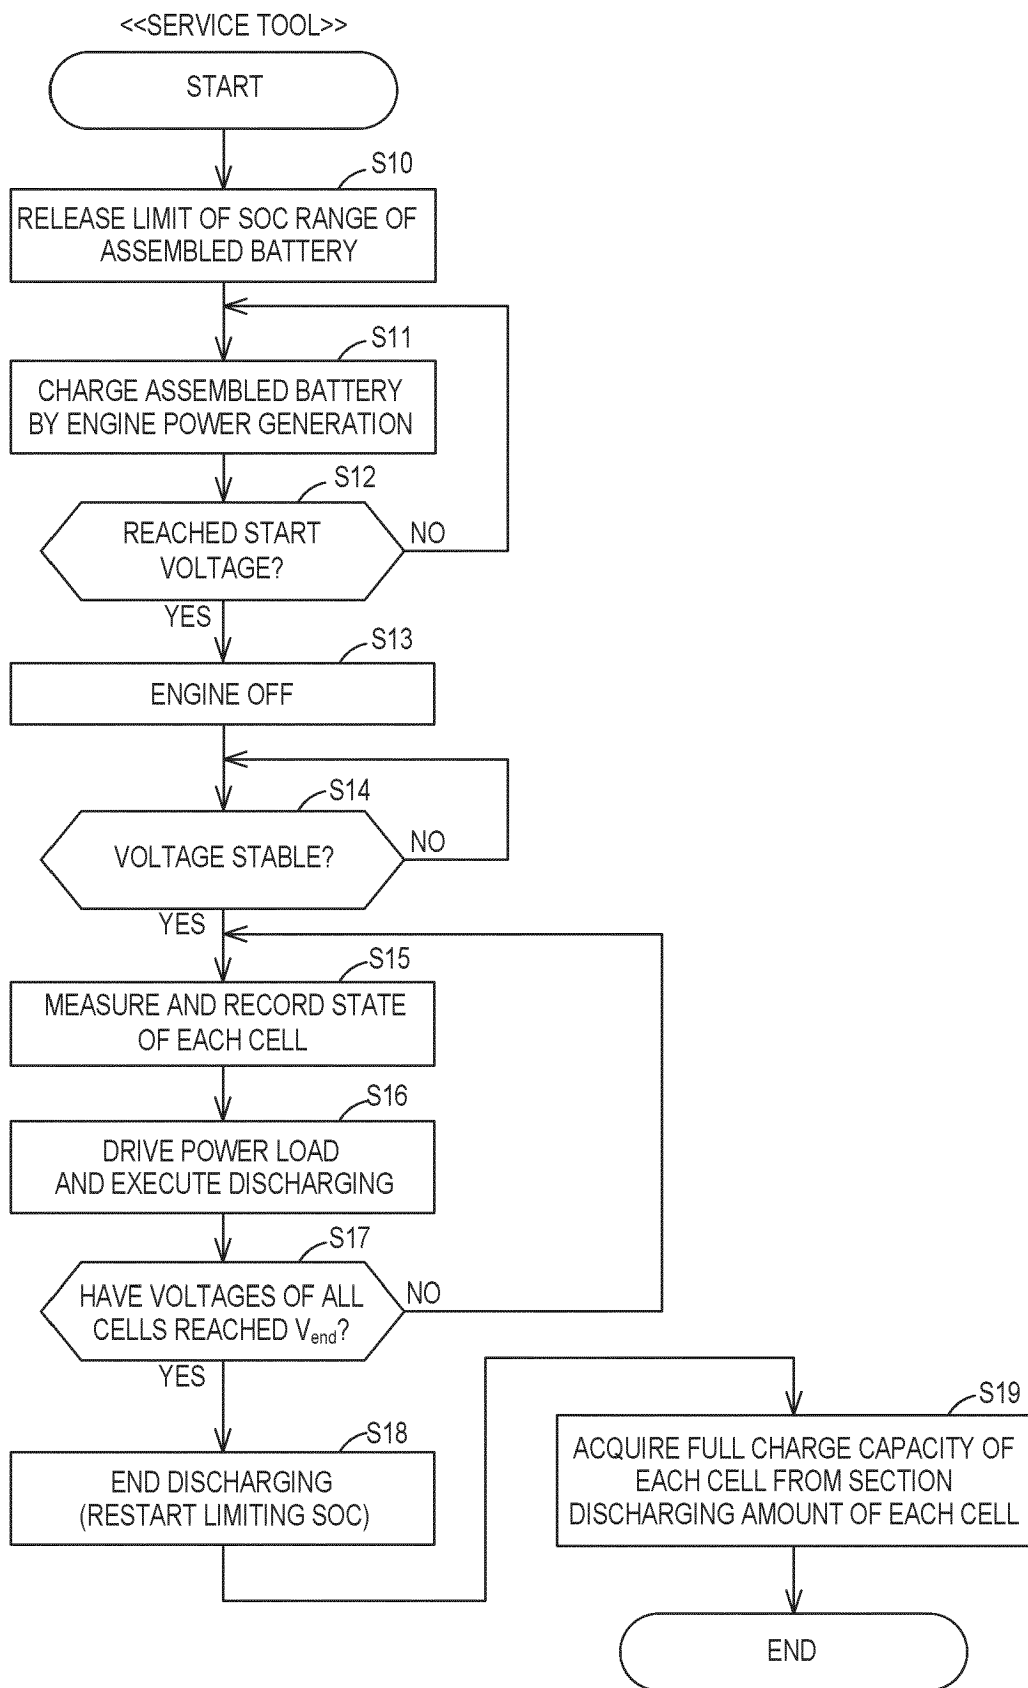 <<SERVICE TOOL>>
START
S10
RELEASE LIMIT OF SOC RANGE OF
ASSEMBLED BATTERY
S11
CHARGE ASSEMBLED BATTERY
BY ENGINE POWER GENERATION
S12
REACHED START
VOLTAGE?
NO
YES
S13
ENGINE OFF
S14
VOLTAGE STABLE?
NO
YES
S15
MEASURE AND RECORD STATE
OF EACH CELL
S16
DRIVE POWER LOAD
AND EXECUTE DISCHARGING
S17
HAVE VOLTAGES OF ALL
CELLS REACHED Vend?
NO
YES
S18
END DISCHARGING
(RESTART LIMITING SOC)
S19
ACQUIRE FULL CHARGE CAPACITY OF
EACH CELL FROM SECTION
DISCHARGING AMOUNT OF EACH CELL
END